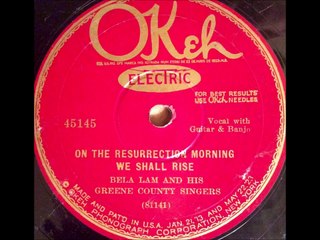 OKeh
ELECTRIC
FOR BEST RESULTS
USE OKeh NEEDLES
45145
Vocal with
Guitar & Banjo
ON THE RESURRECTION MORNING
WE SHALL RISE
BELA LAM AND HIS
GREENE COUNTY SINGERS
(81141)
MADE AND PAT'D IN U.S.A. JAN 21,'13 AND MAY 22,'23
OKEH PHONOGRAPH CORPORATION, NEW YORK